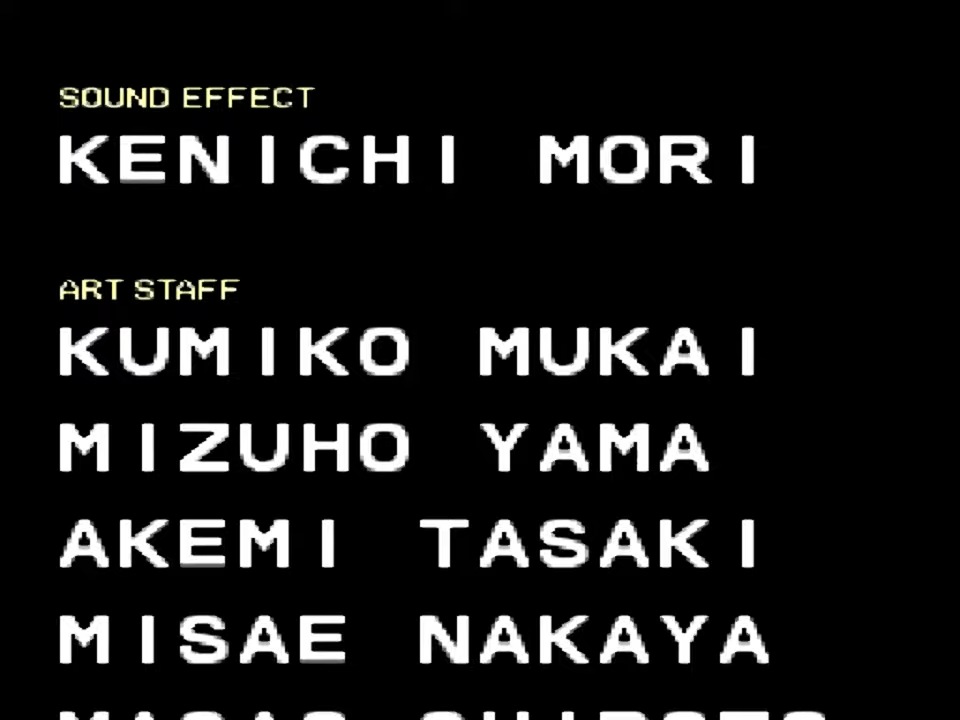 SOUND EFFECT
KENICHI MORI
ART STAFF
KUMIKO MUKAI
MIZUHO YAMA
AKEMI TASAKI
MISAE NAKAYA